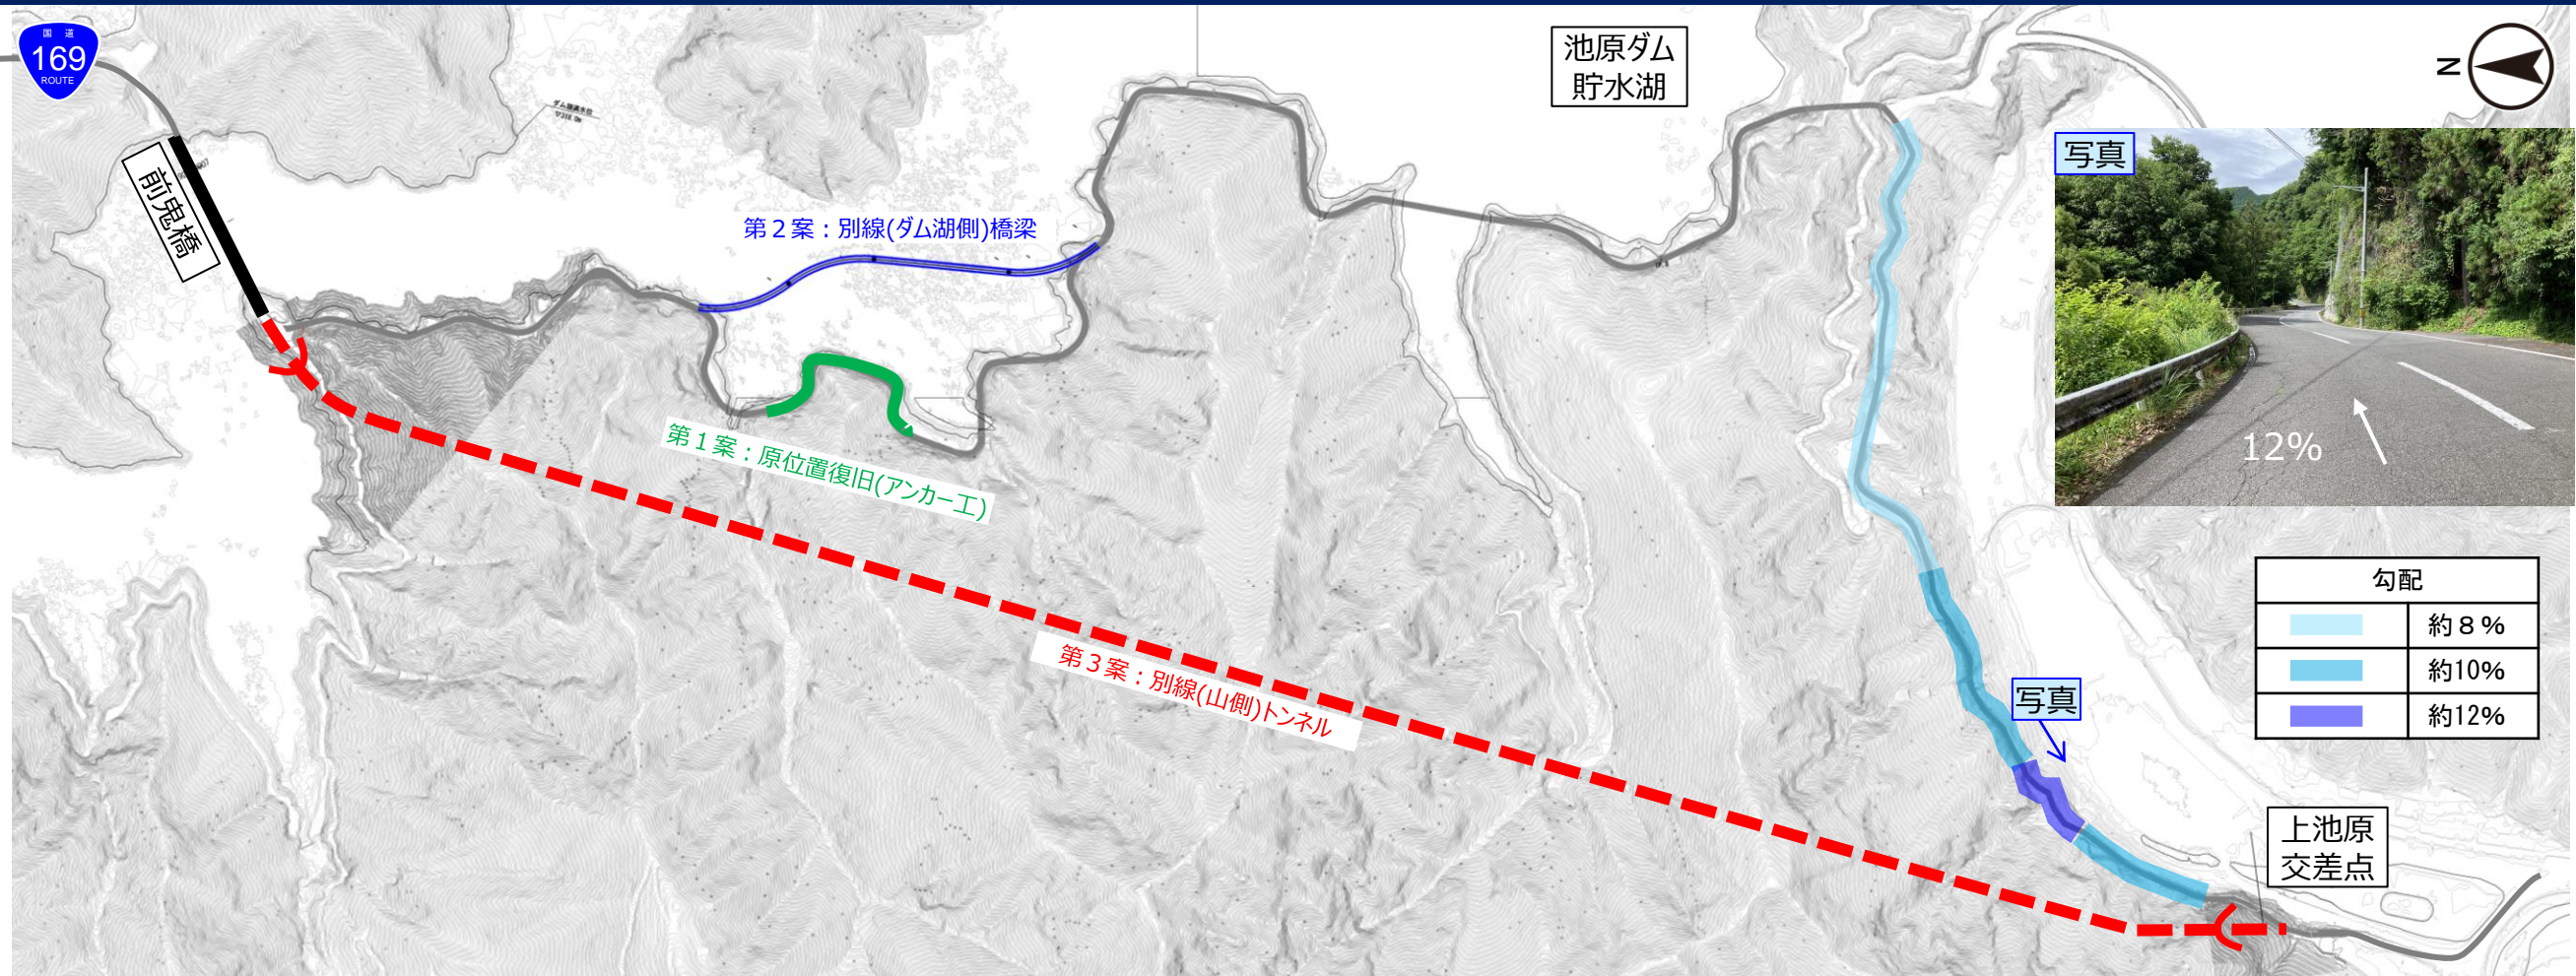 国 道
169
ROUTE
前鬼橋
池原ダム
貯水湖
N
写真
12%
第２案：別線(ダム湖側)橋梁
第１案：原位置復旧(アンカー工)
第３案：別線(山側)トンネル
勾配
約８%
約10%
約12%
写真
上池原
交差点